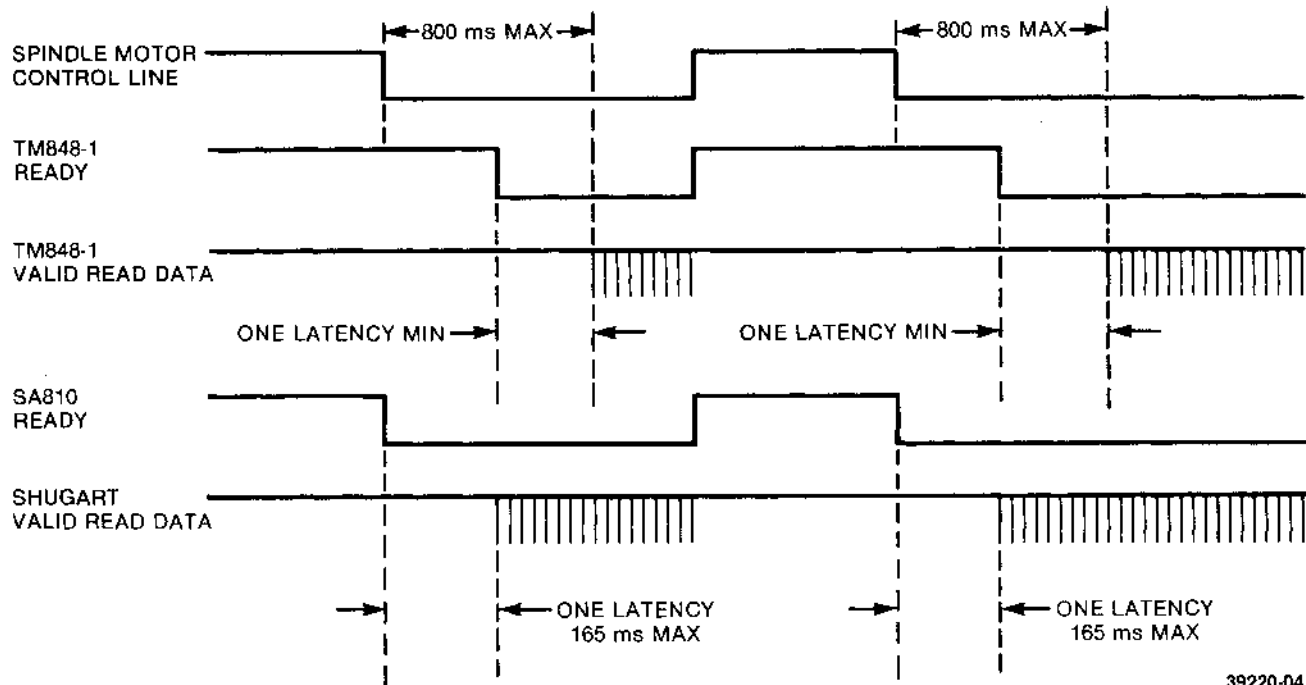 800 ms MAX
800 ms MAX
SPINDLE MOTOR
CONTROL LINE
TM848-1
READY
TM848-1
VALID READ DATA
ONE LATENCY MIN
ONE LATENCY MIN
SA810
READY
SHUGART
VALID READ DATA
ONE LATENCY
165 ms MAX
ONE LATENCY
165 ms MAX
39220-04